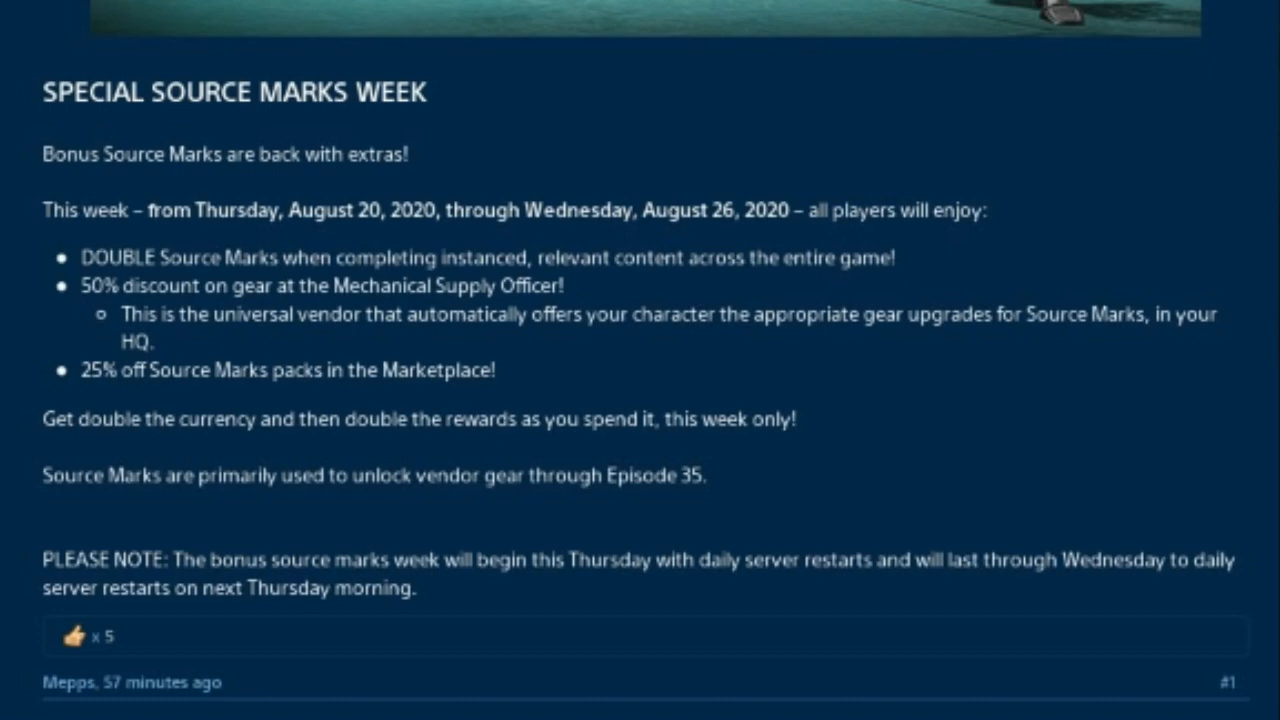 SPECIAL SOURCE MARKS WEEK
Bonus Source Marks are back with extras!
This week – from Thursday, August 20, 2020, through Wednesday, August 26, 2020 – all players will enjoy:
● DOUBLE Source Marks when completing instanced, relevant content across the entire game!
● 50% discount on gear at the Mechanical Supply Officer!
○ This is the universal vendor that automatically offers your character the appropriate gear upgrades for Source Marks, in your
HQ.
● 25% off Source Marks packs in the Marketplace!
Get double the currency and then double the rewards as you spend it, this week only!
Source Marks are primarily used to unlock vendor gear through Episode 35.
PLEASE NOTE: The bonus source marks week will begin this Thursday with daily server restarts and will last through Wednesday to daily
server restarts on next Thursday morning.
👍 x 5
Mepps, 57 minutes ago #1